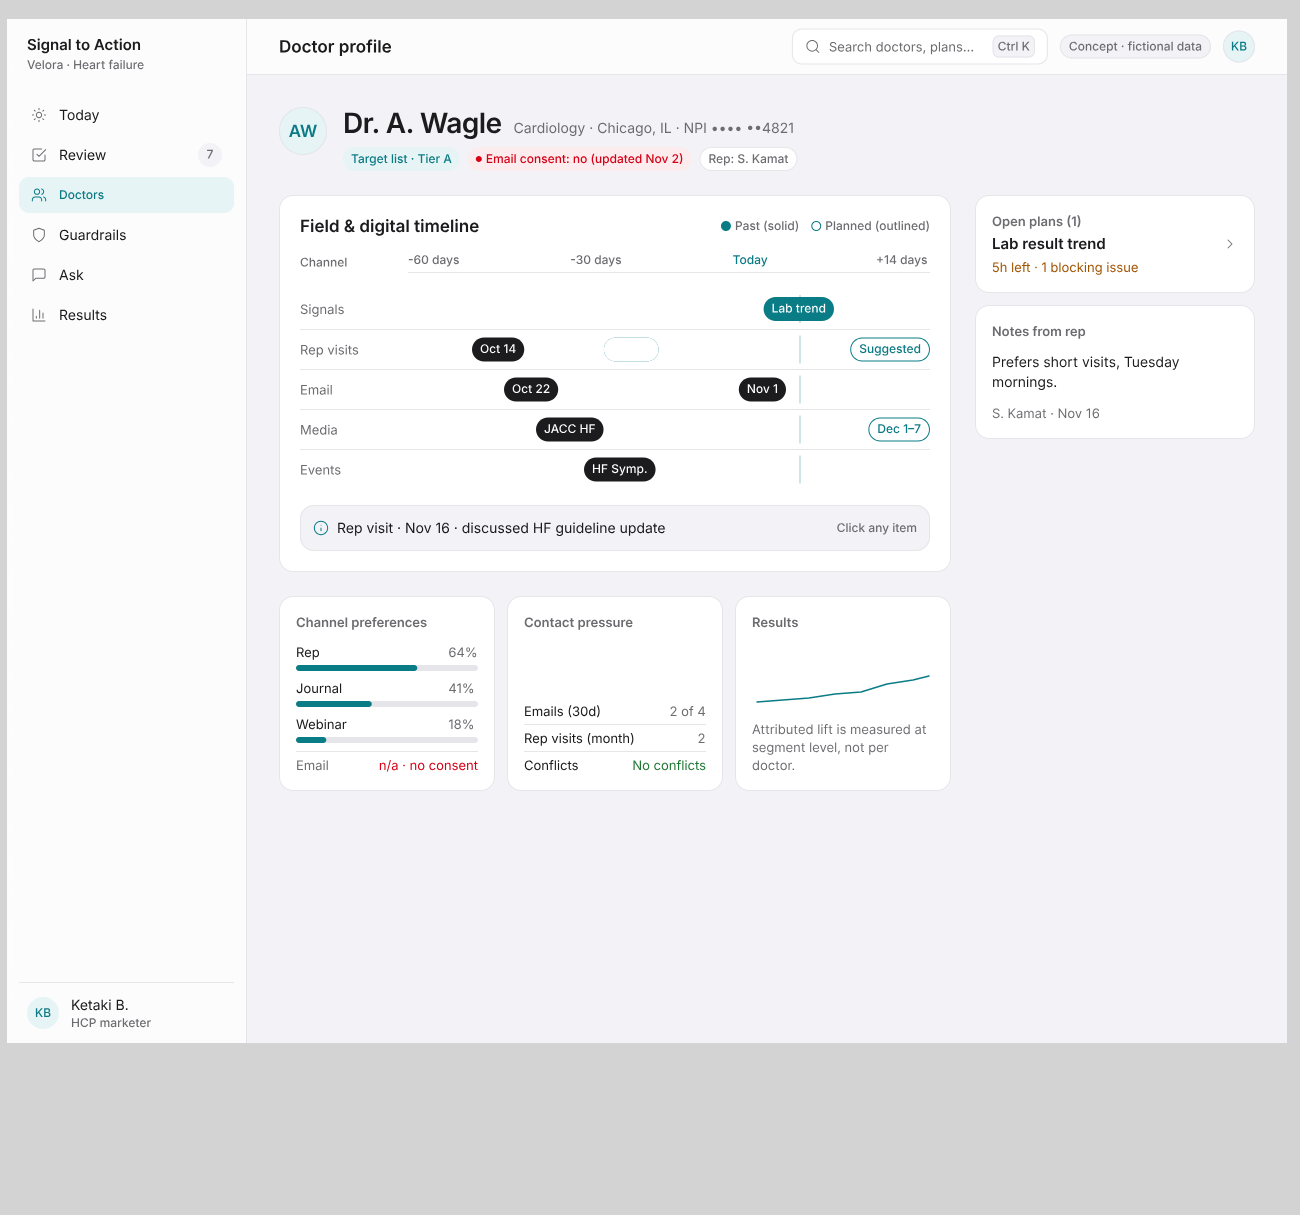 Signal to Action
Velora · Heart failure
Today
Review 7
Doctors
Guardrails
Ask
Results
Ketaki B.
HCP marketer
KB
Doctor profile
Search doctors, plans... Ctrl K
Concept · fictional data
KB
AW
Dr. A. Wagle Cardiology · Chicago, IL · NPI •••• ••4821
Target list · Tier A
Email consent: no (updated Nov 2)
Rep: S. Kamat
Field & digital timeline
Past (solid) Planned (outlined)
Channel -60 days -30 days Today +14 days
Signals Lab trend
Rep visits Oct 14 Suggested
Email Oct 22 Nov 1
Media JACC HF Dec 1–7
Events HF Symp.
Rep visit · Nov 16 · discussed HF guideline update Click any item
Open plans (1)
Lab result trend
5h left · 1 blocking issue
Notes from rep
Prefers short visits, Tuesday
mornings.
S. Kamat · Nov 16
Channel preferences
Rep 64%
Journal 41%
Webinar 18%
Email n/a · no consent
Contact pressure
Emails (30d) 2 of 4
Rep visits (month) 2
Conflicts No conflicts
Results
Attributed lift is measured at
segment level, not per
doctor.